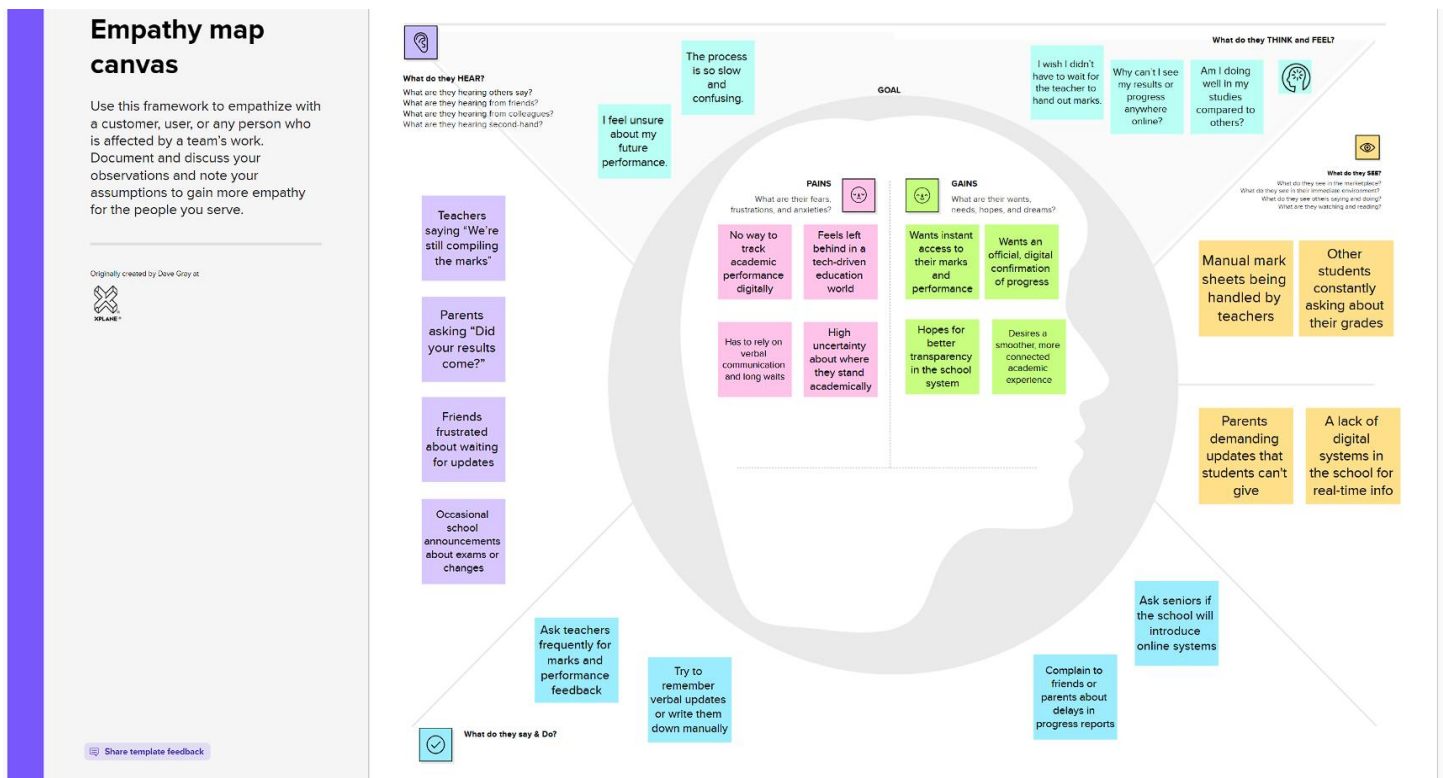 Empathy map
canvas
Use this framework to empathize with
a customer, user, or any person who
is affected by a team's work.
Document and discuss your
observations and note your
assumptions to gain more empathy
for the people you serve.
Originally created by Dave Gray at
XPLANE
Share template feedback
What do they HEAR?
What are they hearing others say?
What are they hearing from friends?
What are they hearing from colleagues?
What are they hearing second-hand?
The process
is so slow
and
confusing.
I feel unsure
about my
future
performance.
GOAL
What do they THINK and FEEL?
I wish I didn't
have to wait for
the teacher to
hand out marks.
Why can't I see
my results or
progress
anywhere
online?
Am I doing
well in my
studies
compared to
others?
What do they SEE?
What do they see in the marketplace?
What do they see in their immediate environment?
What do they see others saying and doing?
What are they watching and reading?
Teachers
saying "We're
still compiling
the marks"
Parents
asking "Did
your results
come?"
Friends
frustrated
about waiting
for updates
Occasional
school
announcements
about exams or
changes
PAINS
What are their fears,
frustrations, and anxieties?
No way to
track
academic
performance
digitally
Feels left
behind in a
tech-driven
education
world
Has to rely on
verbal
communication
and long waits
High
uncertainty
about where
they stand
academically
GAINS
What are their wants,
needs, hopes, and dreams?
Wants instant
access to
their marks
and
performance
Wants an
official, digital
confirmation
of progress
Hopes for
better
transparency
in the school
system
Desires a
smoother, more
connected
academic
experience
Manual mark
sheets being
handled by
teachers
Other
students
constantly
asking about
their grades
Parents
demanding
updates that
students can't
give
A lack of
digital
systems in
the school for
real-time info
Ask teachers
frequently for
marks and
performance
feedback
Try to
remember
verbal updates
or write them
down manually
Complain to
friends or
parents about
delays in
progress reports
Ask seniors if
the school will
introduce
online systems
What do they say & Do?